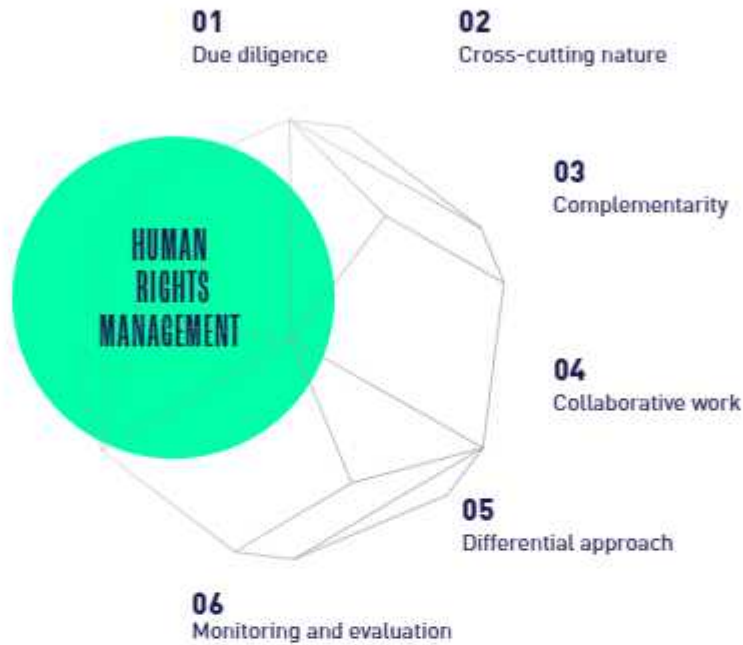 01
Due diligence
02
Cross-cutting nature
03
Complementarity
HUMAN
RIGHTS
MANAGEMENT
04
Collaborative work
05
Differential approach
06
Monitoring and evaluation